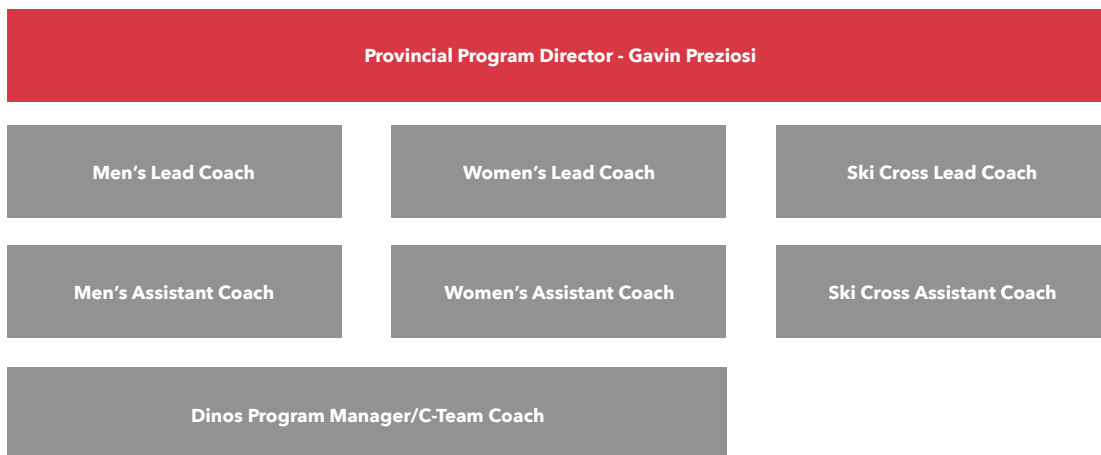 Provincial Program Director - Gavin Preziosi
Men’s Lead Coach
Women’s Lead Coach
Ski Cross Lead Coach
Men’s Assistant Coach
Women’s Assistant Coach
Ski Cross Assistant Coach
Dinos Program Manager/C-Team Coach